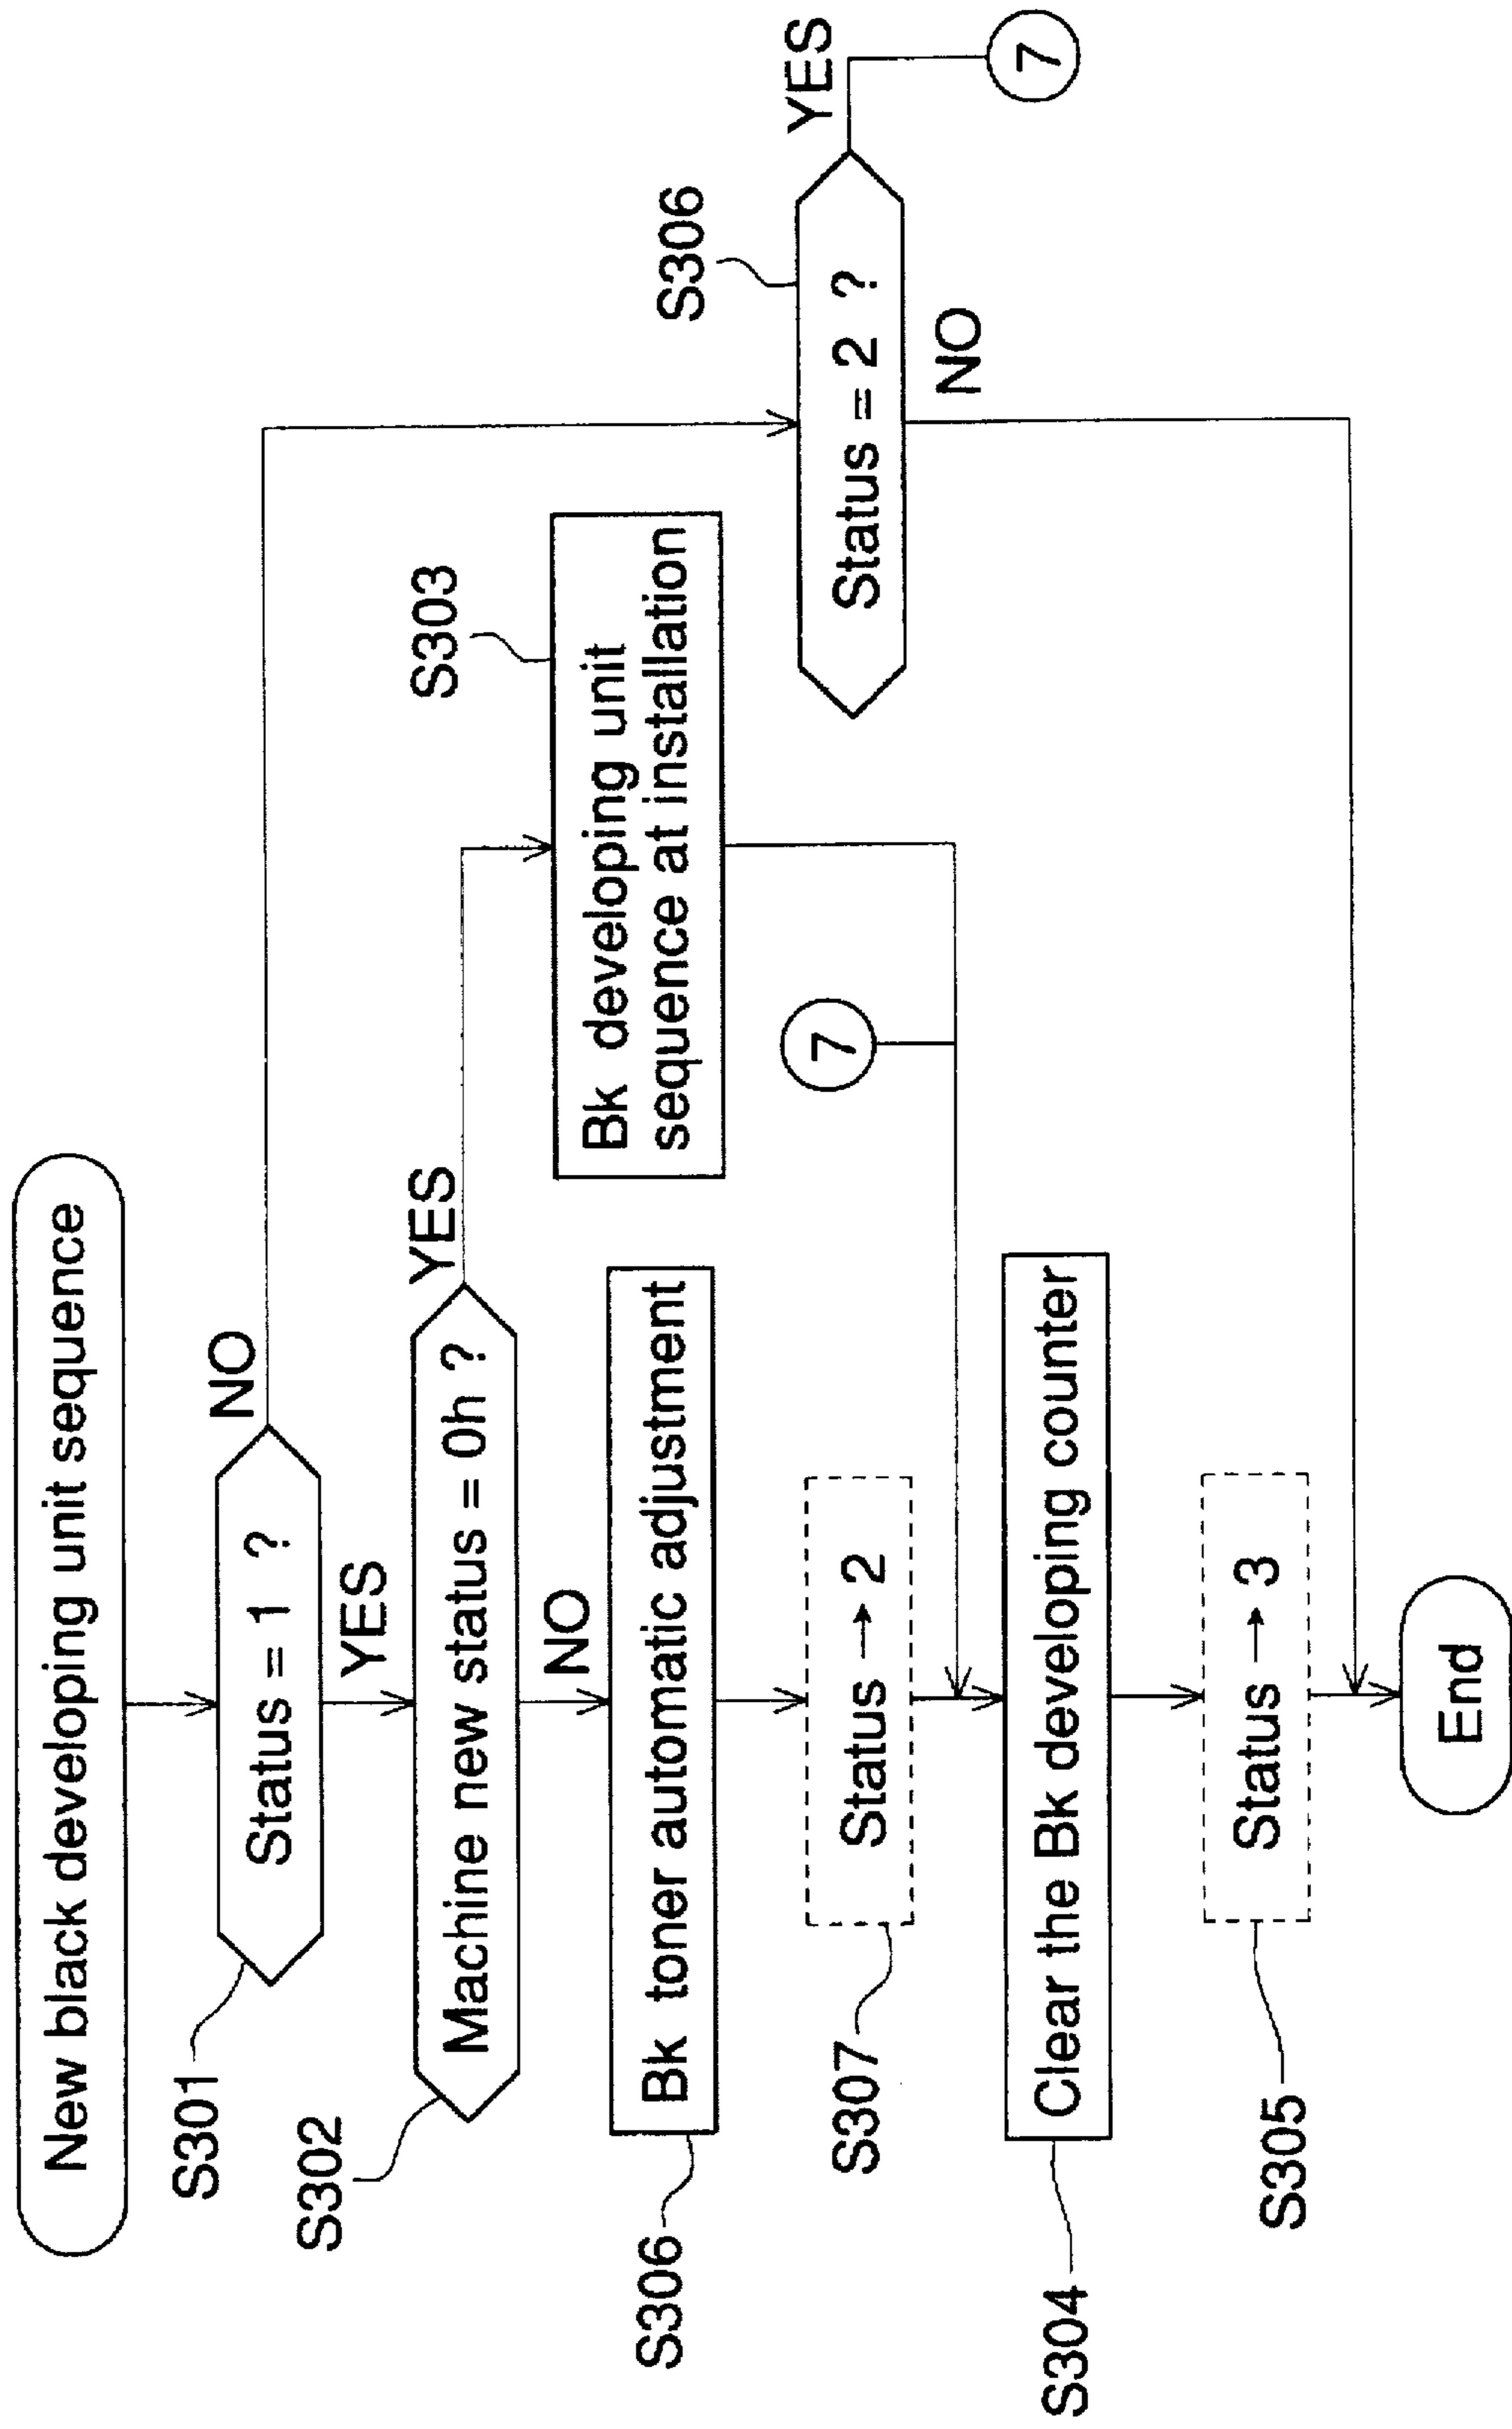 New black developing unit sequence
S301
Status = 1 ?
NO
YES
S302
Machine new status = 0h ?
YES
NO
S303
Bk developing unit
sequence at installation
S306
Bk toner automatic adjustment
S306
Status = 2 ?
YES
7
NO
S307
Status → 2
7
S304
Clear the Bk developing counter
S305
Status → 3
End